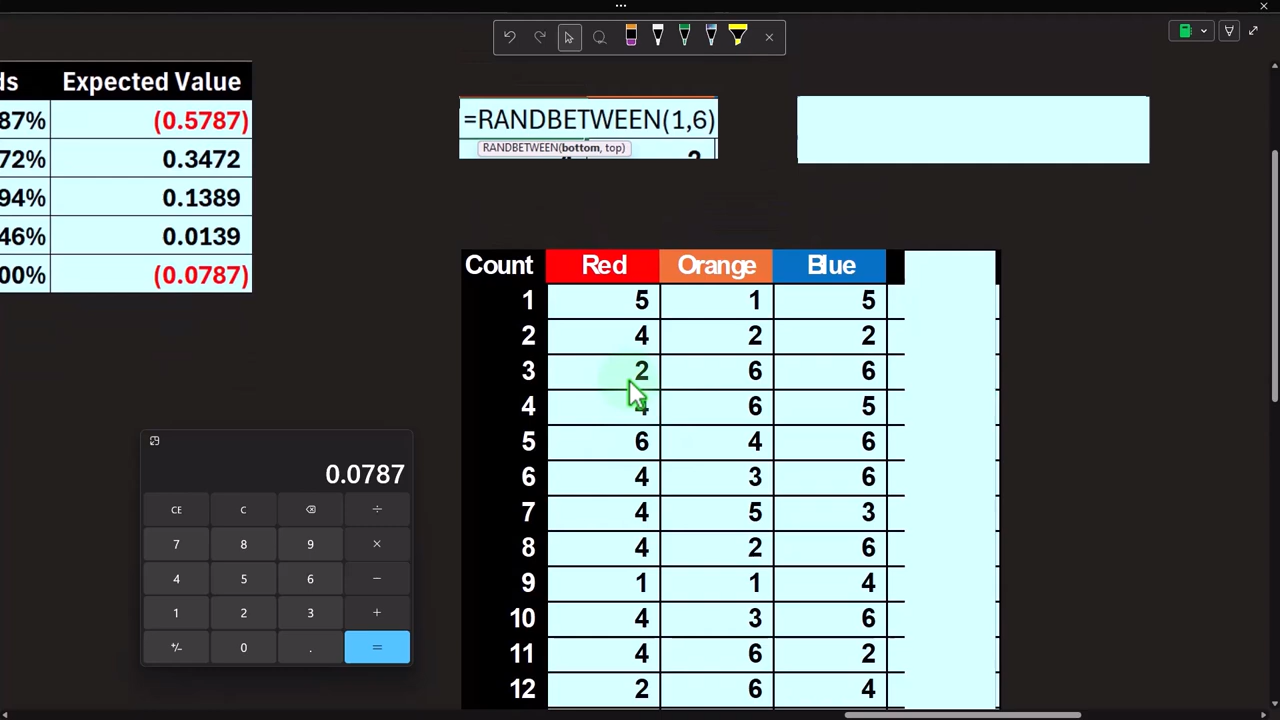 ds Expected Value
87% (0.5787)
72% 0.3472
94% 0.1389
46% 0.0139
00% (0.0787)
=RANDBETWEEN(1,6)
RANDBETWEEN(bottom, top)
Count Red Orange Blue
1 5 1 5
2 4 2 2
3 2 6 6
4 4 6 5
5 6 4 6
6 4 3 6
7 4 5 3
8 4 2 6
9 1 1 4
10 4 3 6
11 4 6 2
12 2 6 4
0.0787
CE C ÷
7 8 9 ×
4 5 6 −
1 2 3 +
+/− 0 . =